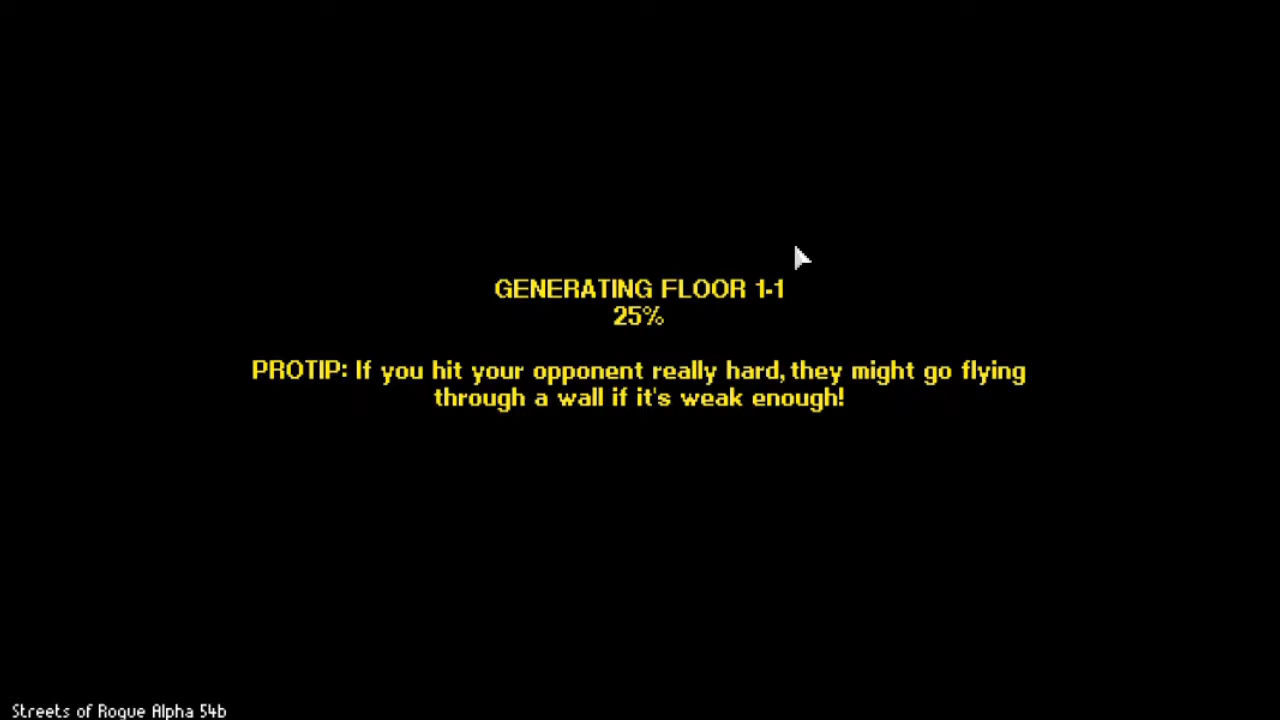 GENERATING FLOOR 1-1
25%
PROTIP: If you hit your opponent really hard, they might go flying
through a wall if it's weak enough!
Streets of Rogue Alpha 54b